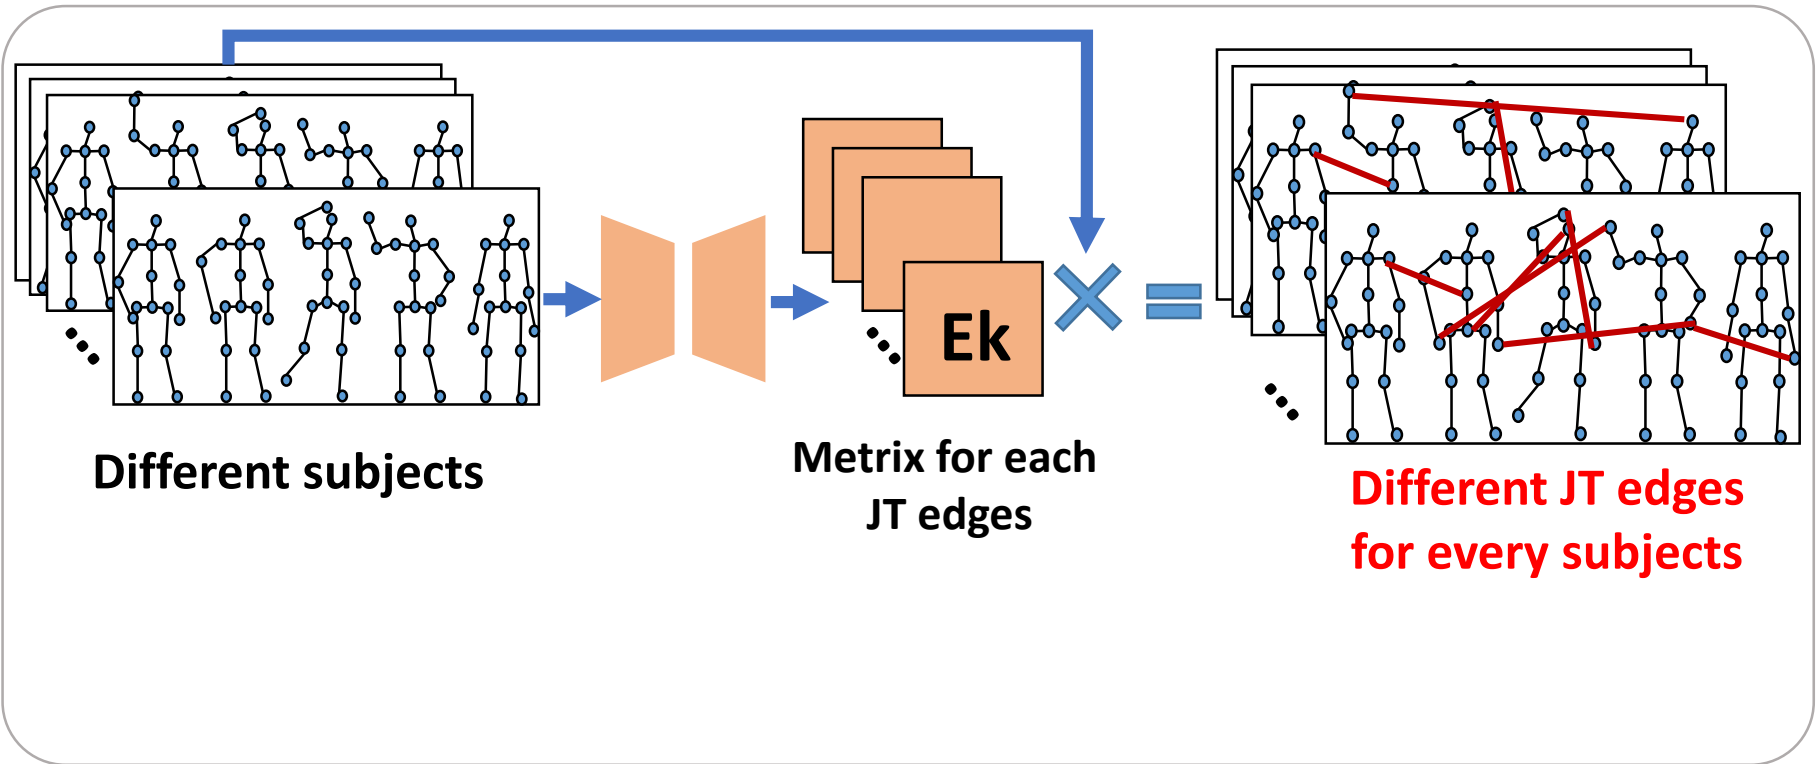 Ek
Different subjects
Metrix for each
JT edges
Different JT edges
for every subjects